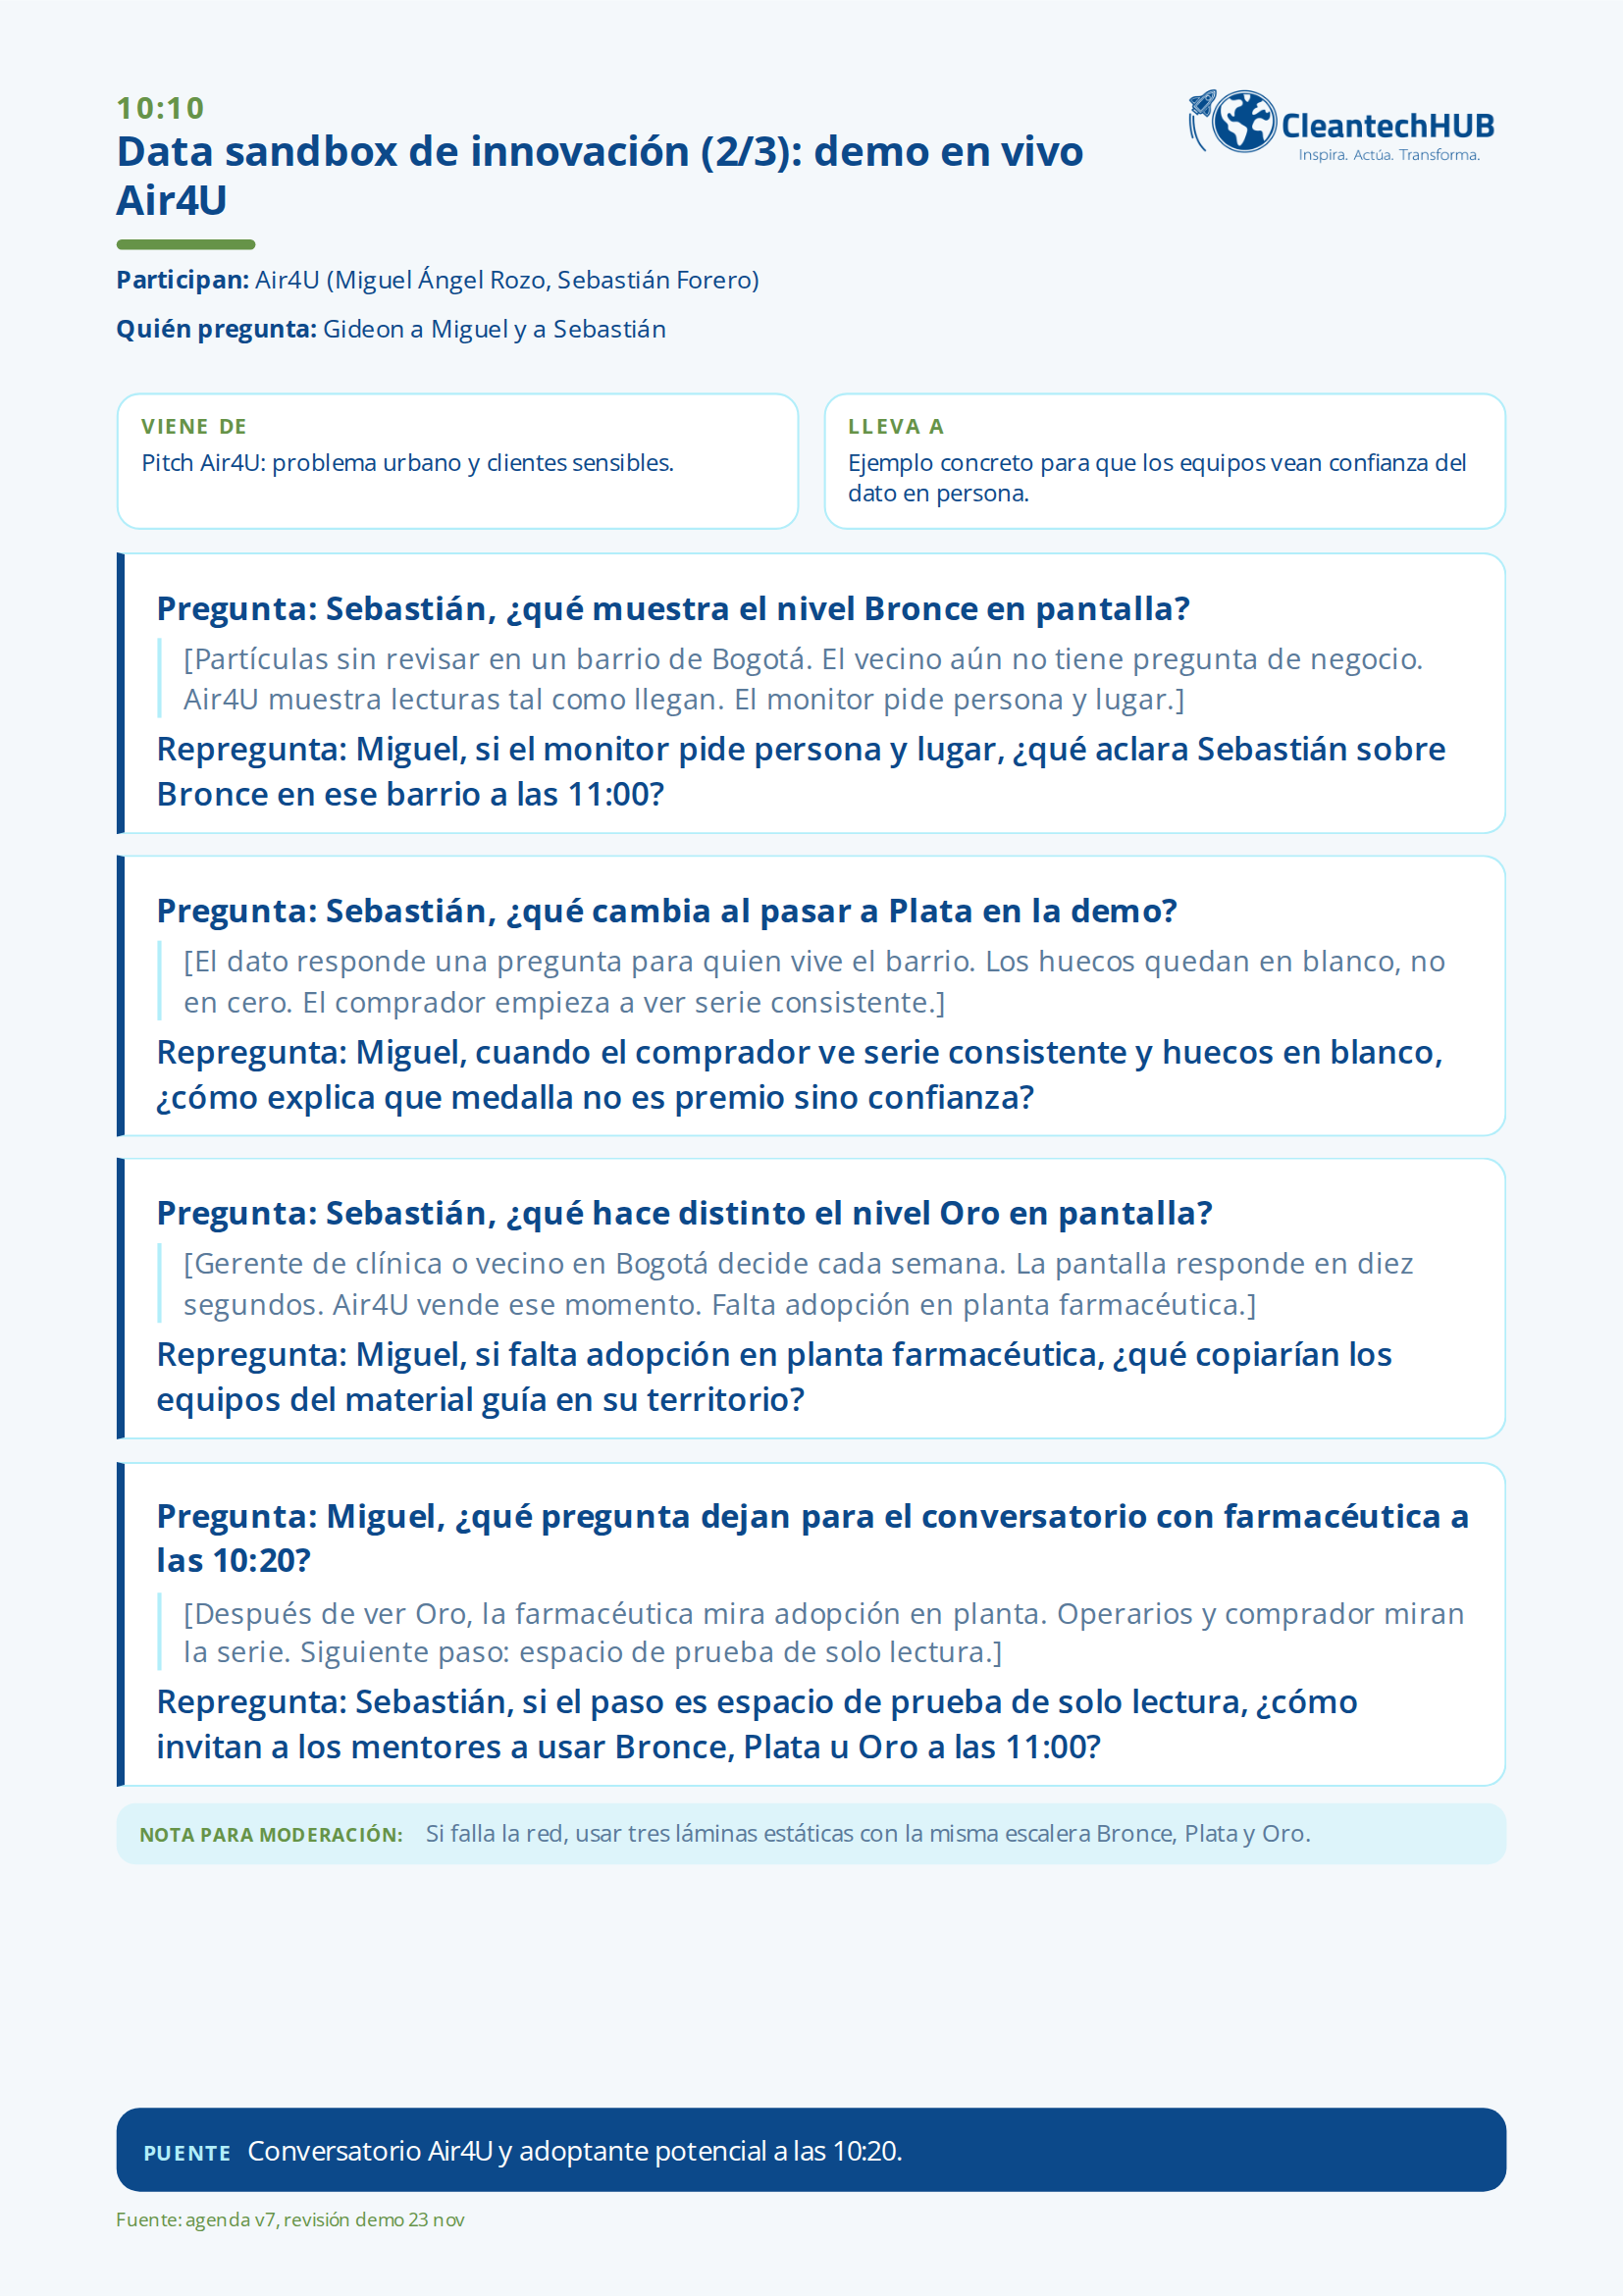 10:10
Data sandbox de innovación (2/3): demo en vivo
Air4U
CleantechHUB
Inspira. Actúa. Transforma.
Participan: Air4U (Miguel Ángel Rozo, Sebastián Forero)
Quién pregunta: Gideon a Miguel y a Sebastián
VIENE DE
Pitch Air4U: problema urbano y clientes sensibles.
LLEVA A
Ejemplo concreto para que los equipos vean confianza del
dato en persona.
Pregunta: Sebastián, ¿qué muestra el nivel Bronce en pantalla?
[Partículas sin revisar en un barrio de Bogotá. El vecino aún no tiene pregunta de negocio.
Air4U muestra lecturas tal como llegan. El monitor pide persona y lugar.]
Repregunta: Miguel, si el monitor pide persona y lugar, ¿qué aclara Sebastián sobre
Bronce en ese barrio a las 11:00?
Pregunta: Sebastián, ¿qué cambia al pasar a Plata en la demo?
[El dato responde una pregunta para quien vive el barrio. Los huecos quedan en blanco, no
en cero. El comprador empieza a ver serie consistente.]
Repregunta: Miguel, cuando el comprador ve serie consistente y huecos en blanco,
¿cómo explica que medalla no es premio sino confianza?
Pregunta: Sebastián, ¿qué hace distinto el nivel Oro en pantalla?
[Gerente de clínica o vecino en Bogotá decide cada semana. La pantalla responde en diez
segundos. Air4U vende ese momento. Falta adopción en planta farmacéutica.]
Repregunta: Miguel, si falta adopción en planta farmacéutica, ¿qué copiarían los
equipos del material guía en su territorio?
Pregunta: Miguel, ¿qué pregunta dejan para el conversatorio con farmacéutica a
las 10:20?
[Después de ver Oro, la farmacéutica mira adopción en planta. Operarios y comprador miran
la serie. Siguiente paso: espacio de prueba de solo lectura.]
Repregunta: Sebastián, si el paso es espacio de prueba de solo lectura, ¿cómo
invitan a los mentores a usar Bronce, Plata u Oro a las 11:00?
NOTA PARA MODERACIÓN: Si falla la red, usar tres láminas estáticas con la misma escalera Bronce, Plata y Oro.
PUENTE Conversatorio Air4U y adoptante potencial a las 10:20.
Fuente: agenda v7, revisión demo 23 nov